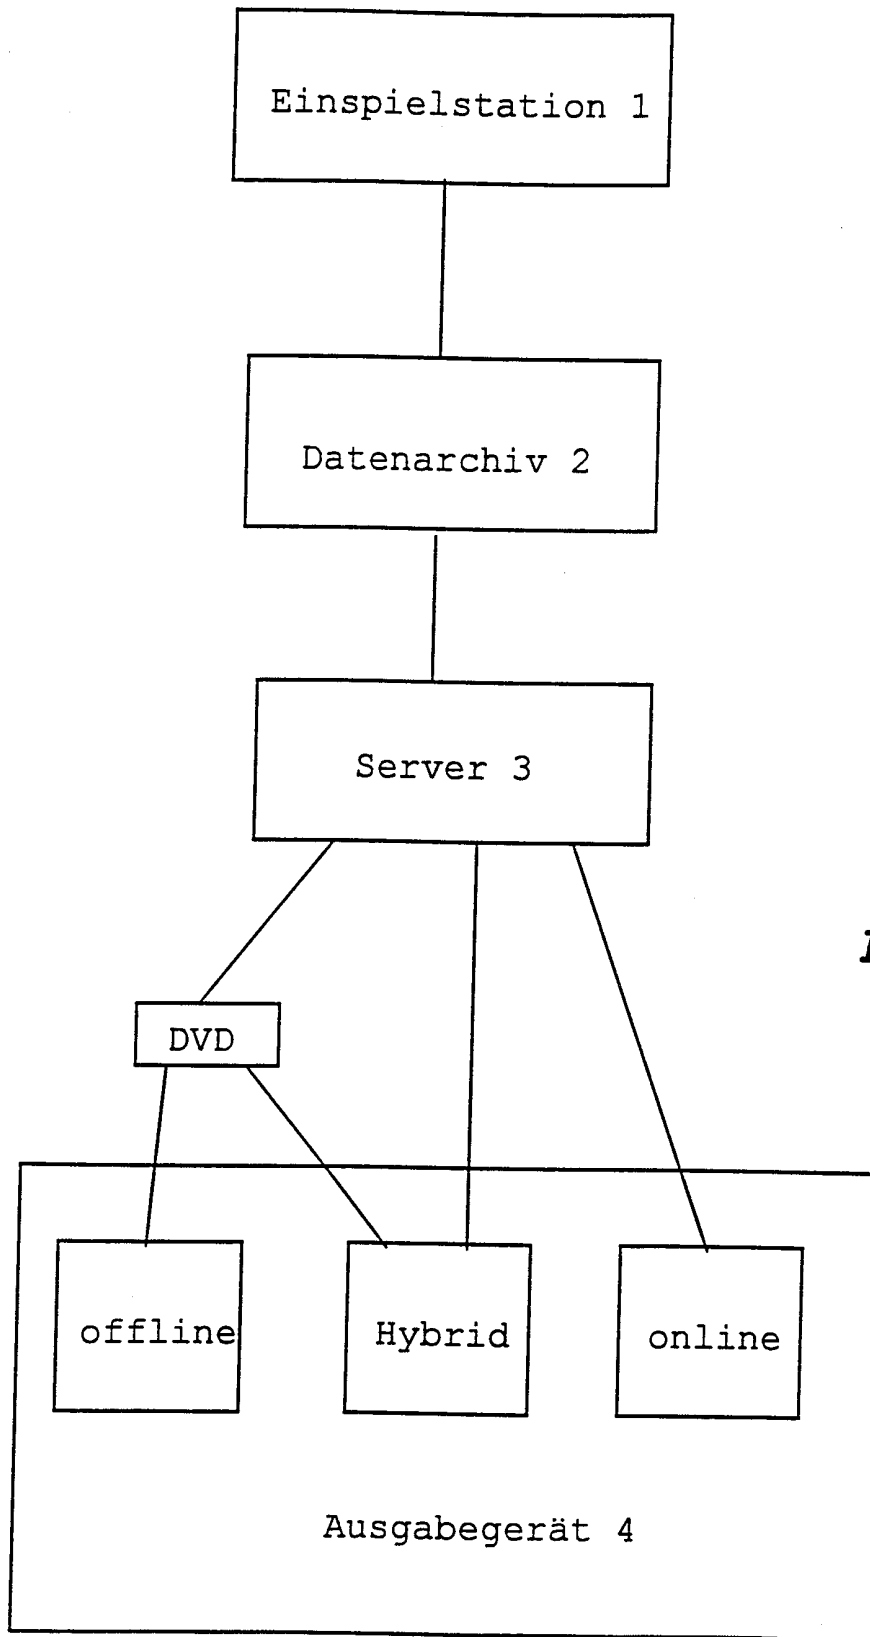 Einspielstation 1
Datenarchiv 2
Server 3
DVD
offline
Hybrid
online
Ausgabegerät 4